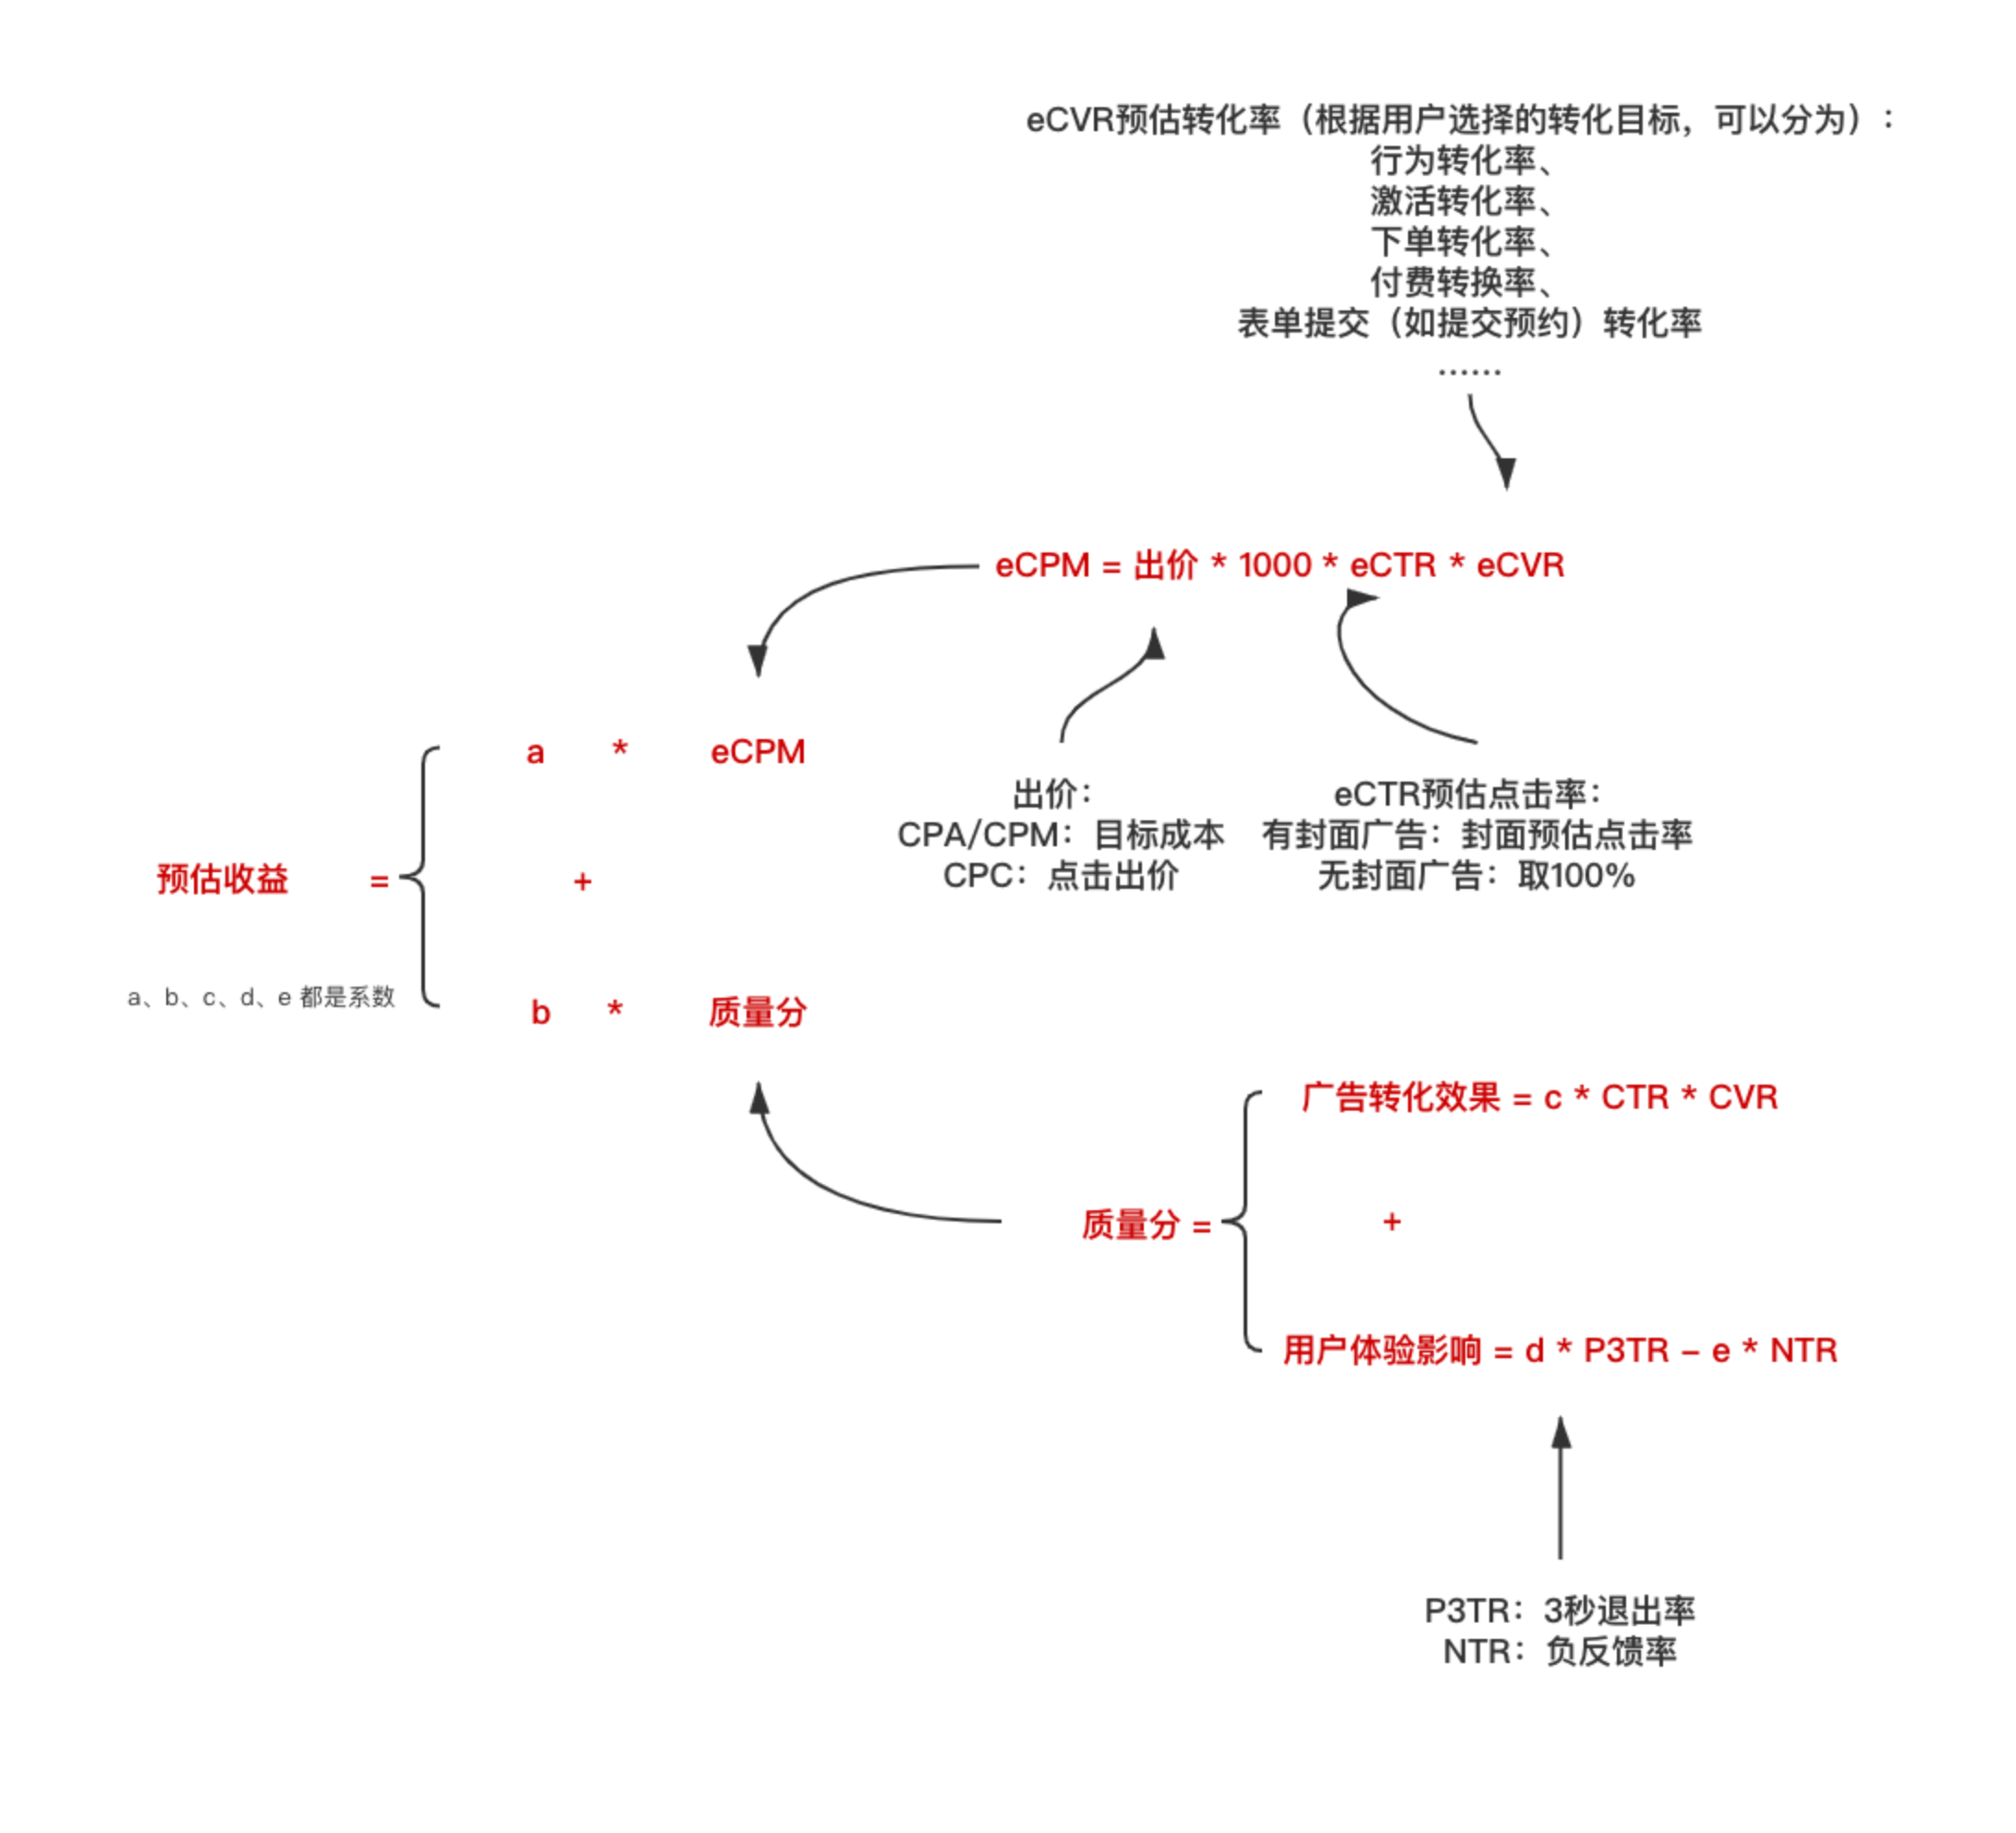 eCVR预估转化率（根据用户选择的转化目标，可以分为）：
行为转化率、
激活转化率、
下单转化率、
付费转换率、
表单提交（如提交预约）转化率
……
eCPM = 出价 * 1000 * eCTR * eCVR
a * eCPM
出价：
CPA/CPM：目标成本
CPC：点击出价
eCTR预估点击率：
有封面广告：封面预估点击率
无封面广告：取100%
预估收益 = +
a、b、c、d、e 都是系数
b * 质量分
广告转化效果 = c * CTR * CVR
质量分 = +
用户体验影响 = d * P3TR – e * NTR
P3TR：3秒退出率
NTR：负反馈率